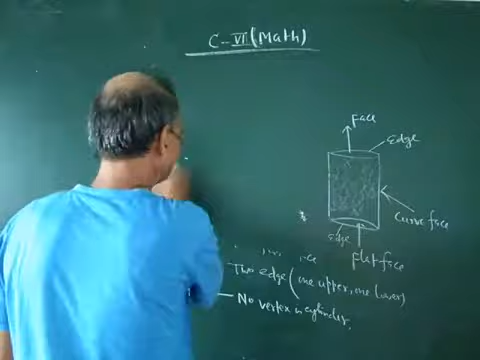 C-VI (Math)
Face
Edge
Curve face
Edge
Flat face
Two edge (one upper, one lower)
No vertex in cylinder.